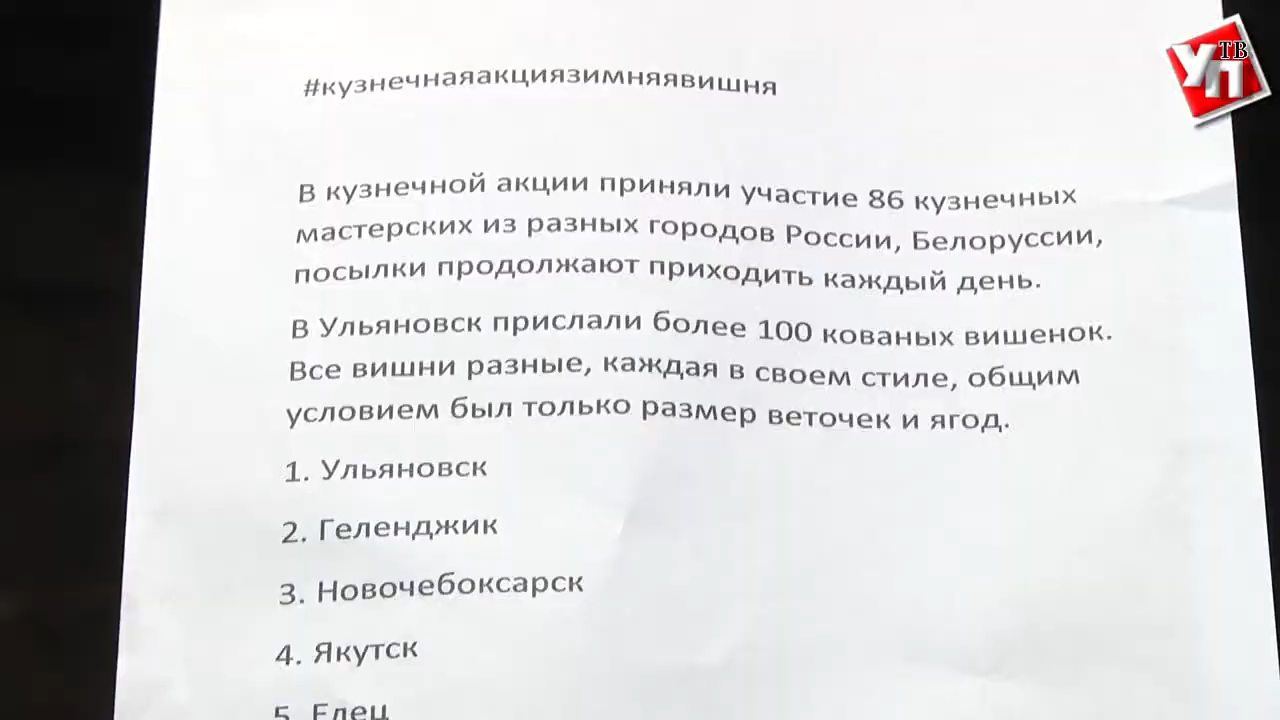 #кузнечнаяакциязимняявишня
В кузнечной акции приняли участие 86 кузнечных
мастерских из разных городов России, Белоруссии,
посылки продолжают приходить каждый день.
В Ульяновск прислали более 100 кованых вишенок.
Все вишни разные, каждая в своем стиле, общим
условием был только размер веточек и ягод.
1. Ульяновск
2. Геленджик
3. Новочебоксарск
4. Якутск
5. Елец
УП ТВ